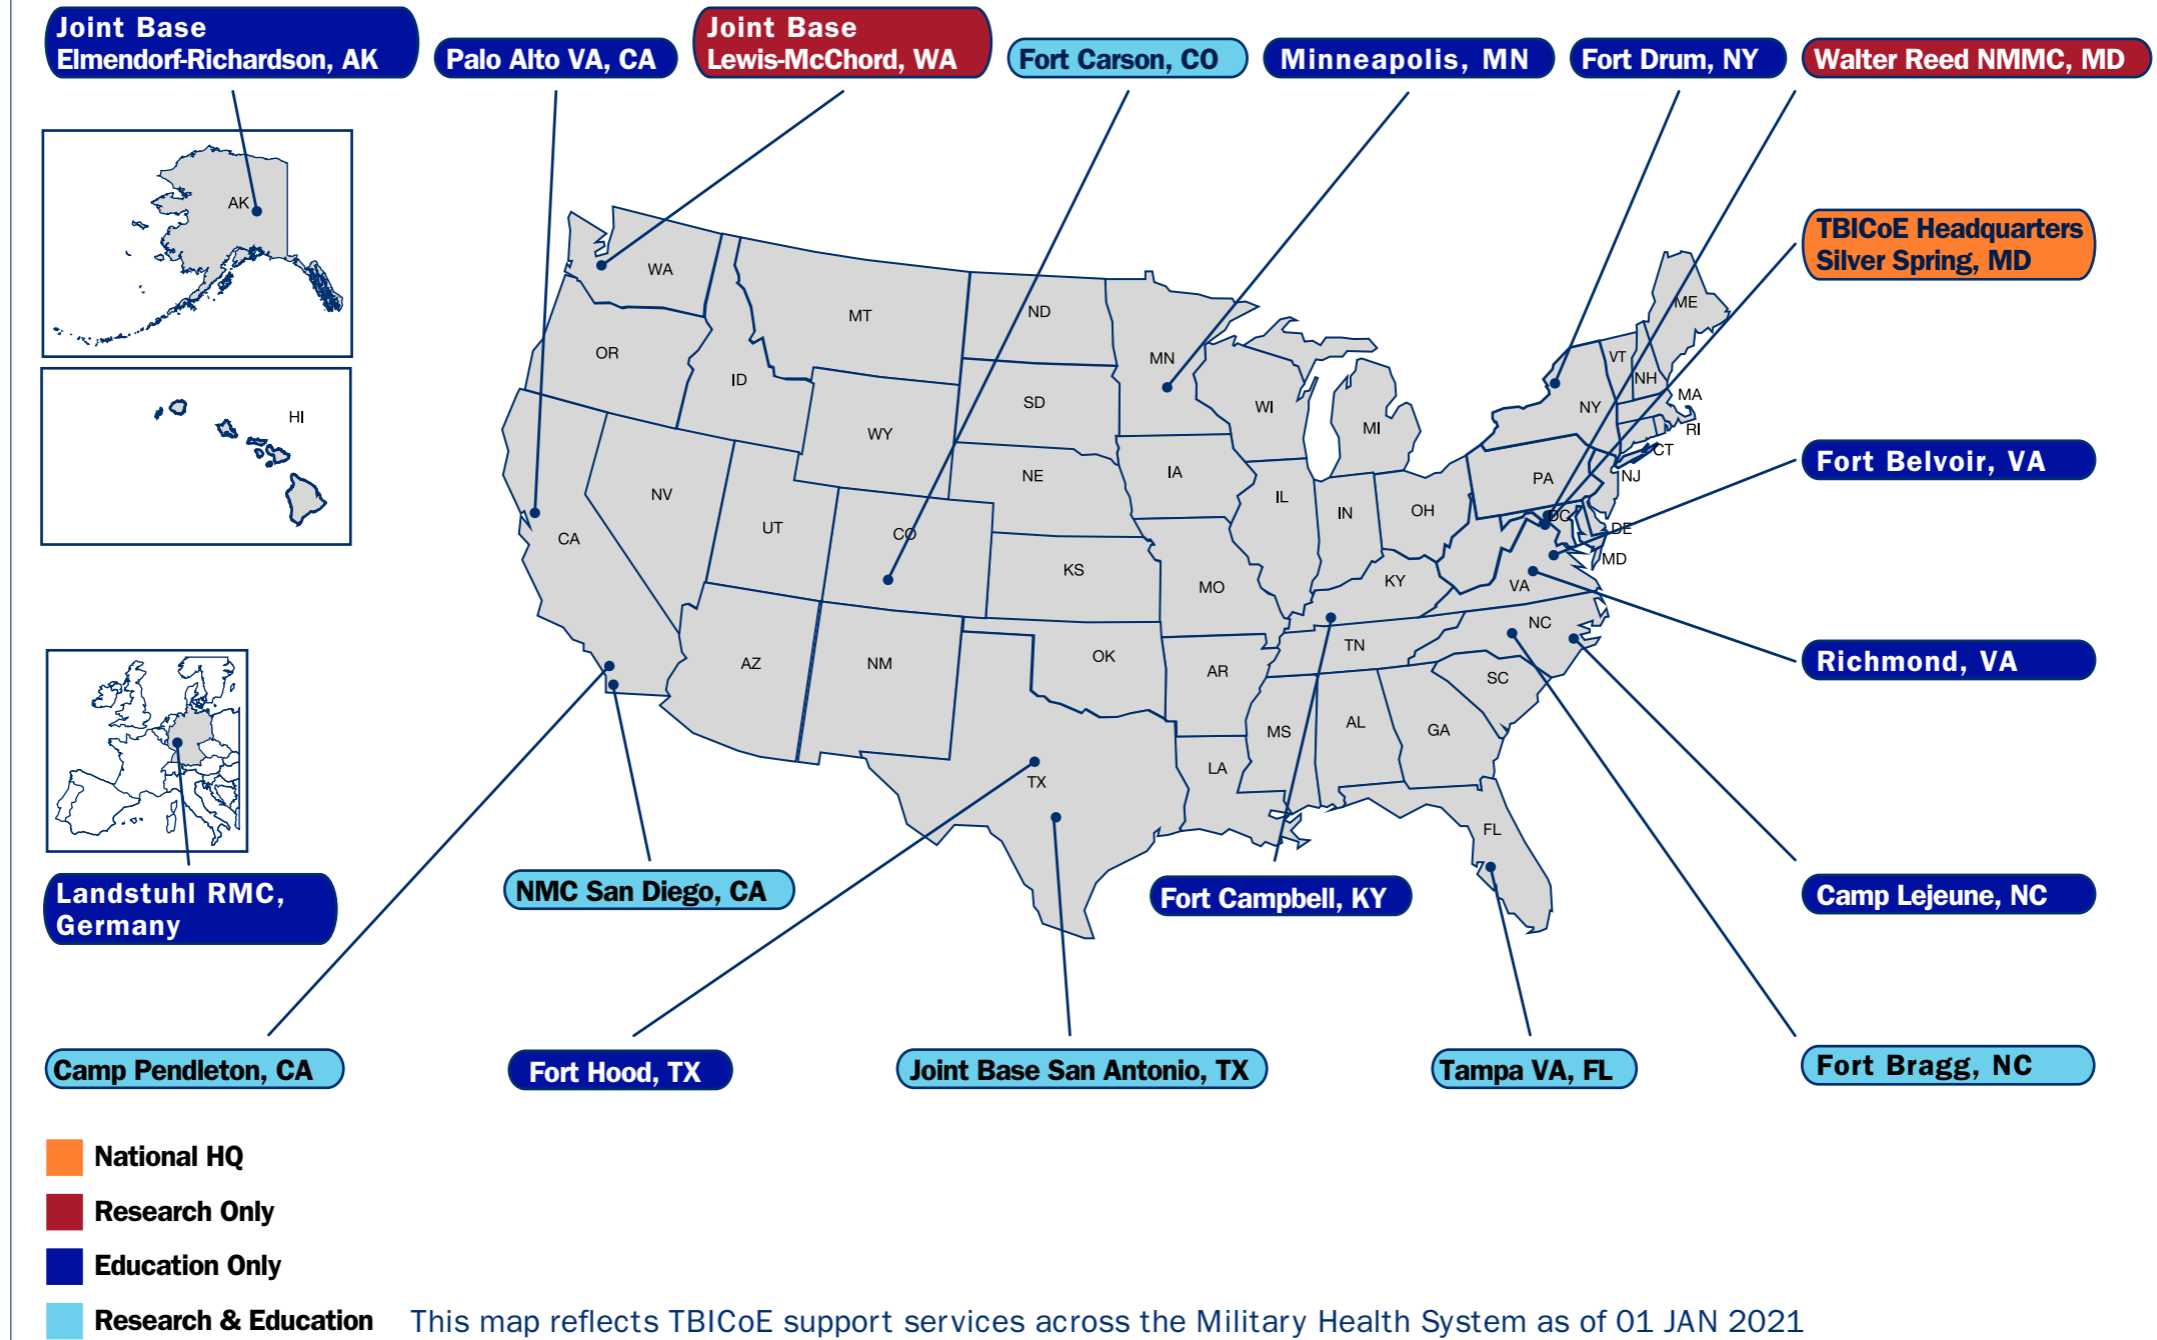 Joint Base
Elmendorf-Richardson, AK
Palo Alto VA, CA
Joint Base
Lewis-McChord, WA
Fort Carson, CO
Minneapolis, MN
Fort Drum, NY
Walter Reed NMMC, MD
TBICoE Headquarters
Silver Spring, MD
Fort Belvoir, VA
Richmond, VA
AK
HI
WA
OR
ID
MT
ND
MN
SD
WY
WI
MI
NE
IA
NV
UT
CO
CA
KS
MO
IL
IN
OH
KY
PA
NY
VT
NH
ME
MA
RI
CT
NJ
DC
DE
MD
VA
NC
TN
SC
AZ
NM
OK
AR
MS
AL
GA
LA
TX
FL
Landstuhl RMC,
Germany
NMC San Diego, CA
Fort Campbell, KY
Camp Lejeune, NC
Camp Pendleton, CA
Fort Hood, TX
Joint Base San Antonio, TX
Tampa VA, FL
Fort Bragg, NC
National HQ
Research Only
Education Only
Research & Education
This map reflects TBICoE support services across the Military Health System as of 01 JAN 2021